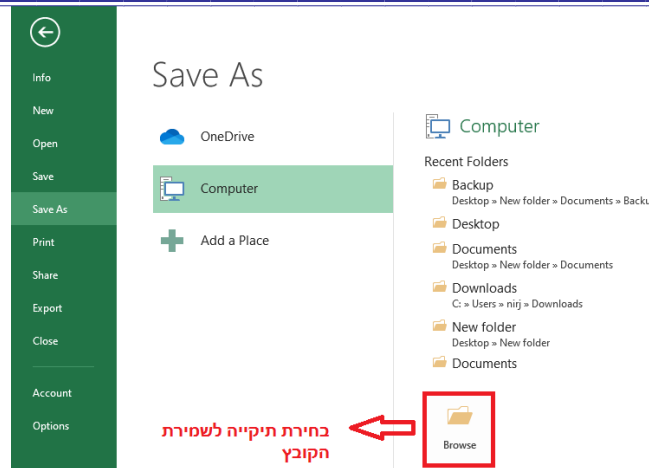 Info
New
Open
Save
Save As
Print
Share
Export
Close
Account
Options
Save As
OneDrive
Computer
Add a Place
Computer
Recent Folders
Backup
Desktop » New folder » Documents » Backu
Desktop
Documents
Desktop » New folder » Documents
Downloads
C: » Users » nirj » Downloads
New folder
Desktop » New folder
Documents
Browse
בחירת תיקייה לשמירת
הקובץ